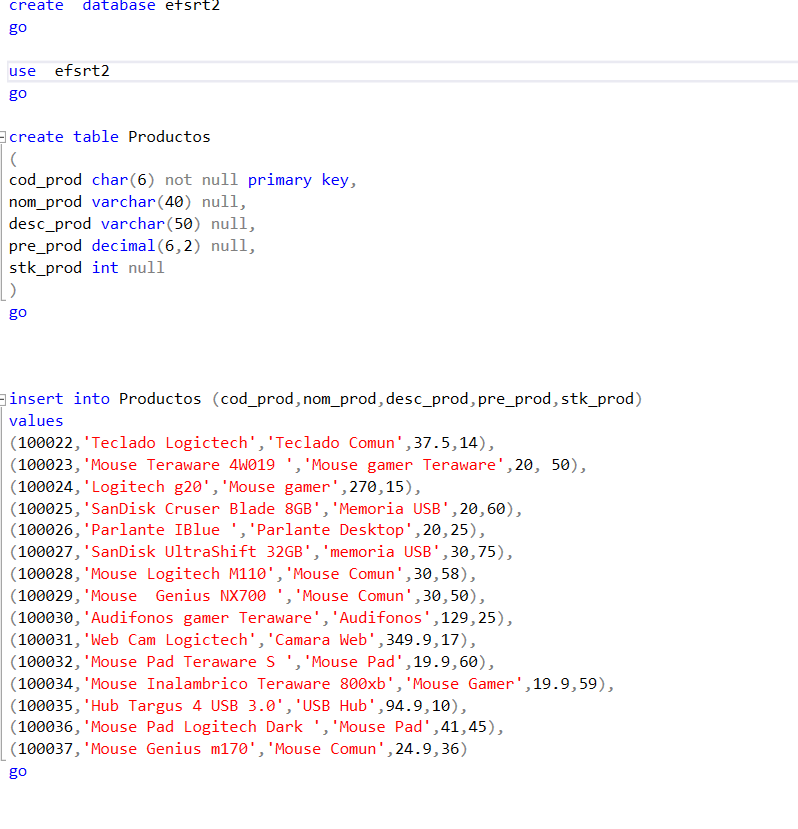 create  database efsrt2
go
use  efsrt2
go
create table Productos
(
cod_prod char(6) not null primary key,
nom_prod varchar(40) null,
desc_prod varchar(50) null,
pre_prod decimal(6,2) null,
stk_prod int null
)
go
insert into Productos (cod_prod,nom_prod,desc_prod,pre_prod,stk_prod)
values
(100022,'Teclado Logictech','Teclado Comun',37.5,14),
(100023,'Mouse Teraware 4W019 ','Mouse gamer Teraware',20, 50),
(100024,'Logitech g20','Mouse gamer',270,15),
(100025,'SanDisk Cruser Blade 8GB','Memoria USB',20,60),
(100026,'Parlante IBlue ','Parlante Desktop',20,25),
(100027,'SanDisk UltraShift 32GB','memoria USB',30,75),
(100028,'Mouse Logitech M110','Mouse Comun',30,58),
(100029,'Mouse  Genius NX700 ','Mouse Comun',30,50),
(100030,'Audifonos gamer Teraware','Audifonos',129,25),
(100031,'Web Cam Logictech','Camara Web',349.9,17),
(100032,'Mouse Pad Teraware S ','Mouse Pad',19.9,60),
(100034,'Mouse Inalambrico Teraware 800xb','Mouse Gamer',19.9,59),
(100035,'Hub Targus 4 USB 3.0','USB Hub',94.9,10),
(100036,'Mouse Pad Logitech Dark ','Mouse Pad',41,45),
(100037,'Mouse Genius m170','Mouse Comun',24.9,36)
go